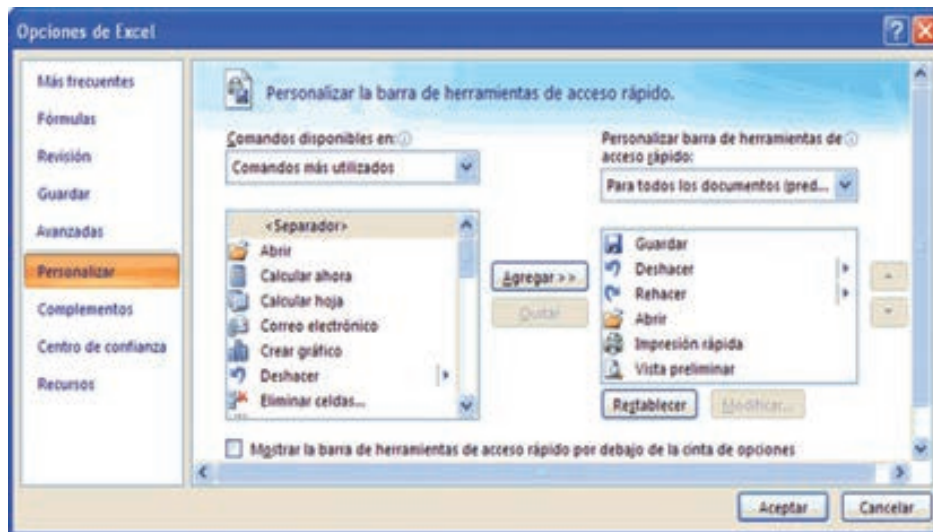 Opciones de Excel
Más frecuentes
Fórmulas
Revisión
Guardar
Avanzadas
Personalizar
Complementos
Centro de confianza
Recursos
Personalizar la barra de herramientas de acceso rápido.
Comandos disponibles en:
Comandos más utilizados
<Separador>
Abrir
Calcular ahora
Calcular hoja
Correo electrónico
Crear gráfico
Deshacer
Eliminar celdas...
Agregar >>
Quitar
Personalizar barra de herramientas de
acceso rápido:
Para todos los documentos (pred...
Guardar
Deshacer
Rehacer
Abrir
Impresión rápida
Vista preliminar
Restablecer
Modificar...
Mostrar la barra de herramientas de acceso rápido por debajo de la cinta de opciones
Aceptar
Cancelar